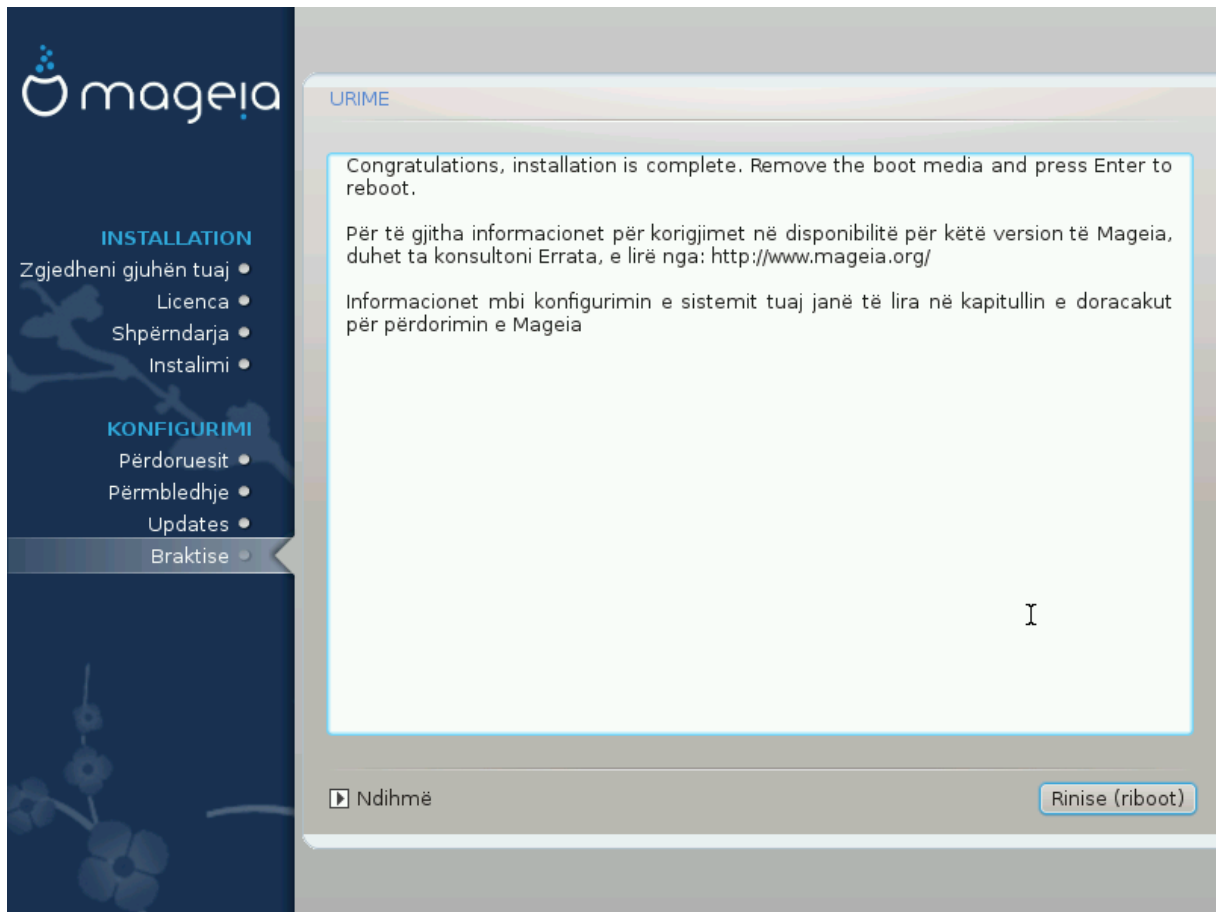 mageia
INSTALLATION
Zgjedheni gjuhën tuaj
Licenca
Shpërndarja
Instalimi
KONFIGURIMI
Përdoruesit
Përmbledhje
Updates
Braktise
URIME
Congratulations, installation is complete. Remove the boot media and press Enter to
reboot.
Për të gjitha informacionet për korigjimet në disponibilitë për këtë version të Mageia,
duhet ta konsultoni Errata, e lirë nga: http://www.mageia.org/
Informacionet mbi konfigurimin e sistemit tuaj janë të lira në kapitullin e doracakut
për përdorimin e Mageia
Ndihmë
Rinise (riboot)